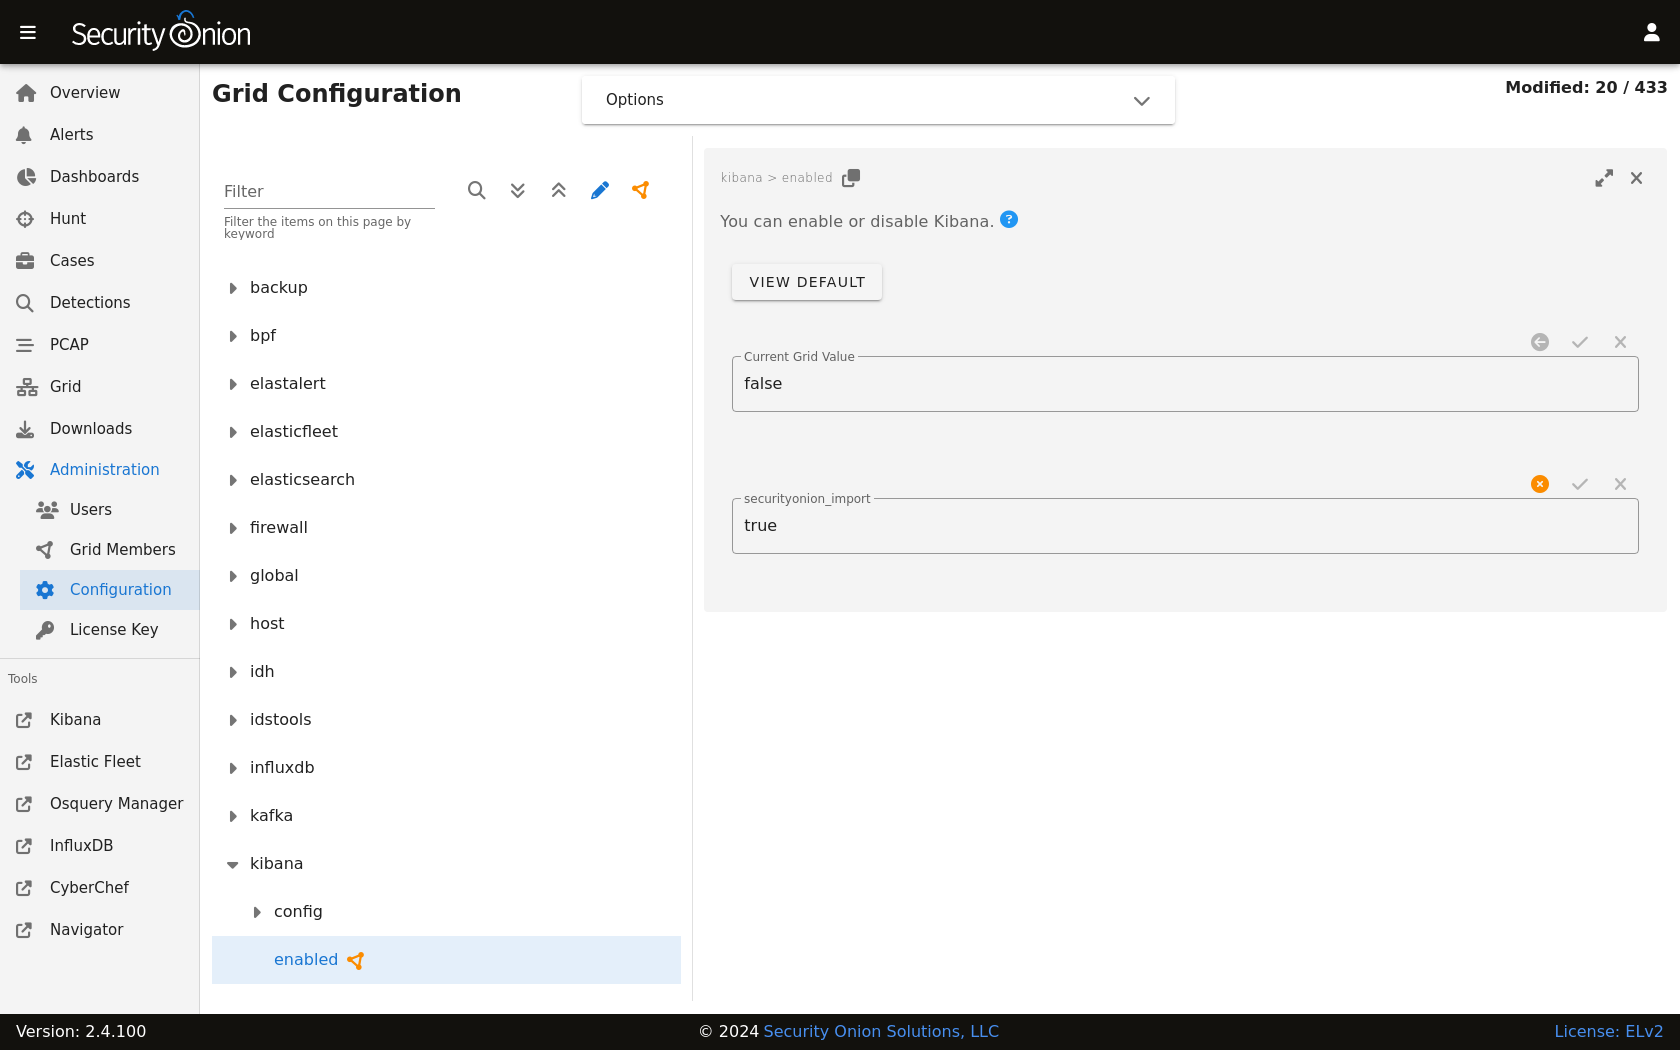 Security Onion
Overview
Alerts
Dashboards
Hunt
Cases
Detections
PCAP
Grid
Downloads
Administration
Users
Grid Members
Configuration
License Key
Tools
Kibana
Elastic Fleet
Osquery Manager
InfluxDB
CyberChef
Navigator
Grid Configuration
Options
Modified: 20 / 433
Filter
Filter the items on this page by
keyword
backup
bpf
elastalert
elasticfleet
elasticsearch
firewall
global
host
idh
idstools
influxdb
kafka
kibana
config
enabled
kibana > enabled
You can enable or disable Kibana. ?
VIEW DEFAULT
Current Grid Value
false
securityonion_import
true
Version: 2.4.100
© 2024 Security Onion Solutions, LLC
License: ELv2